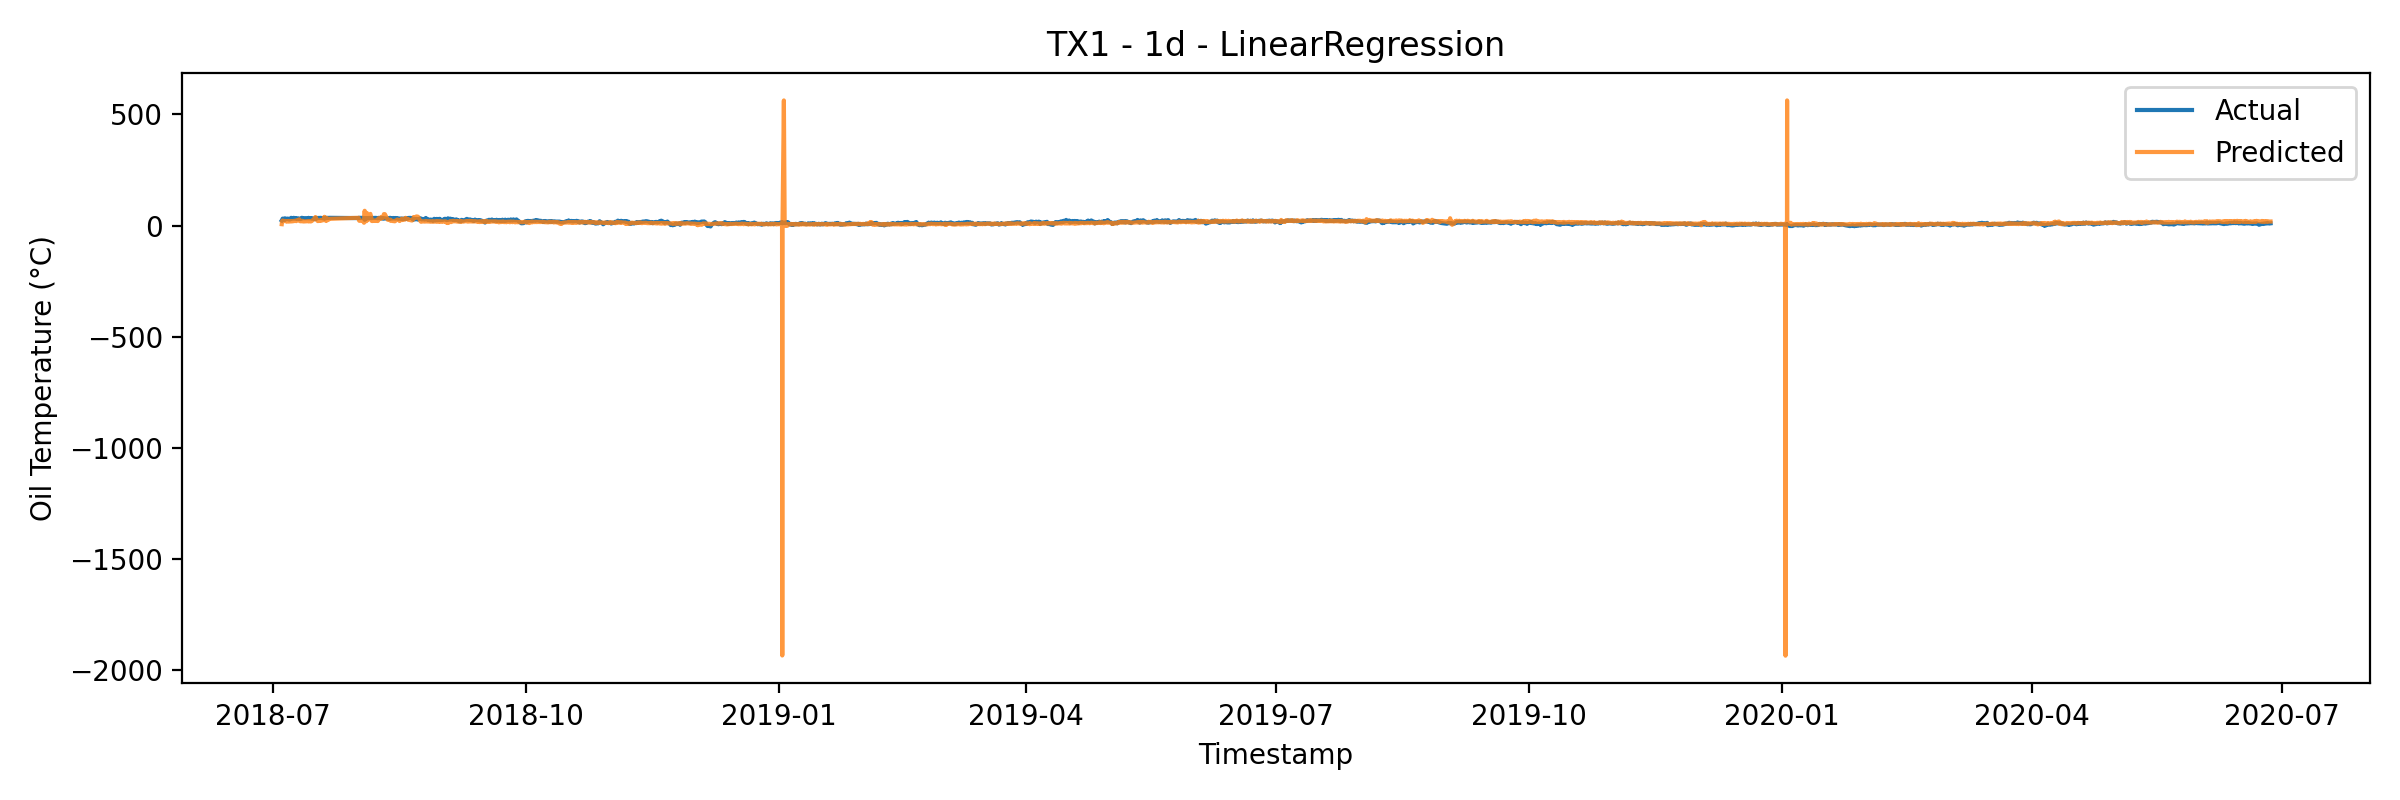 TX1 - 1d - LinearRegression
Actual
Predicted
500
0
−500
−1000
−1500
−2000
Oil Temperature (°C)
2018-07 2018-10 2019-01 2019-04 2019-07 2019-10 2020-01 2020-04 2020-07
Timestamp